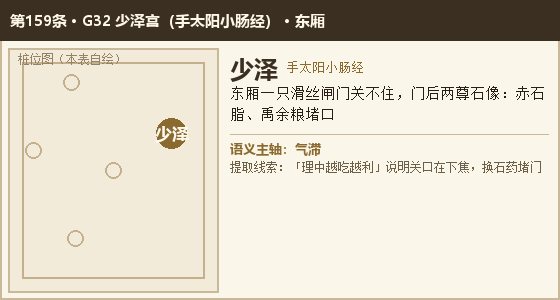 第159条・G32 少泽宫（手太阳小肠经）・东厢
桩位图（本表自绘）
少泽
少泽 手太阳小肠经
东厢一只滑丝闸门关不住，门后两尊石像：赤石
脂、禹余粮堵口
语义主轴：气滞
提取线索：「理中越吃越利」说明关口在下焦，换石药堵门